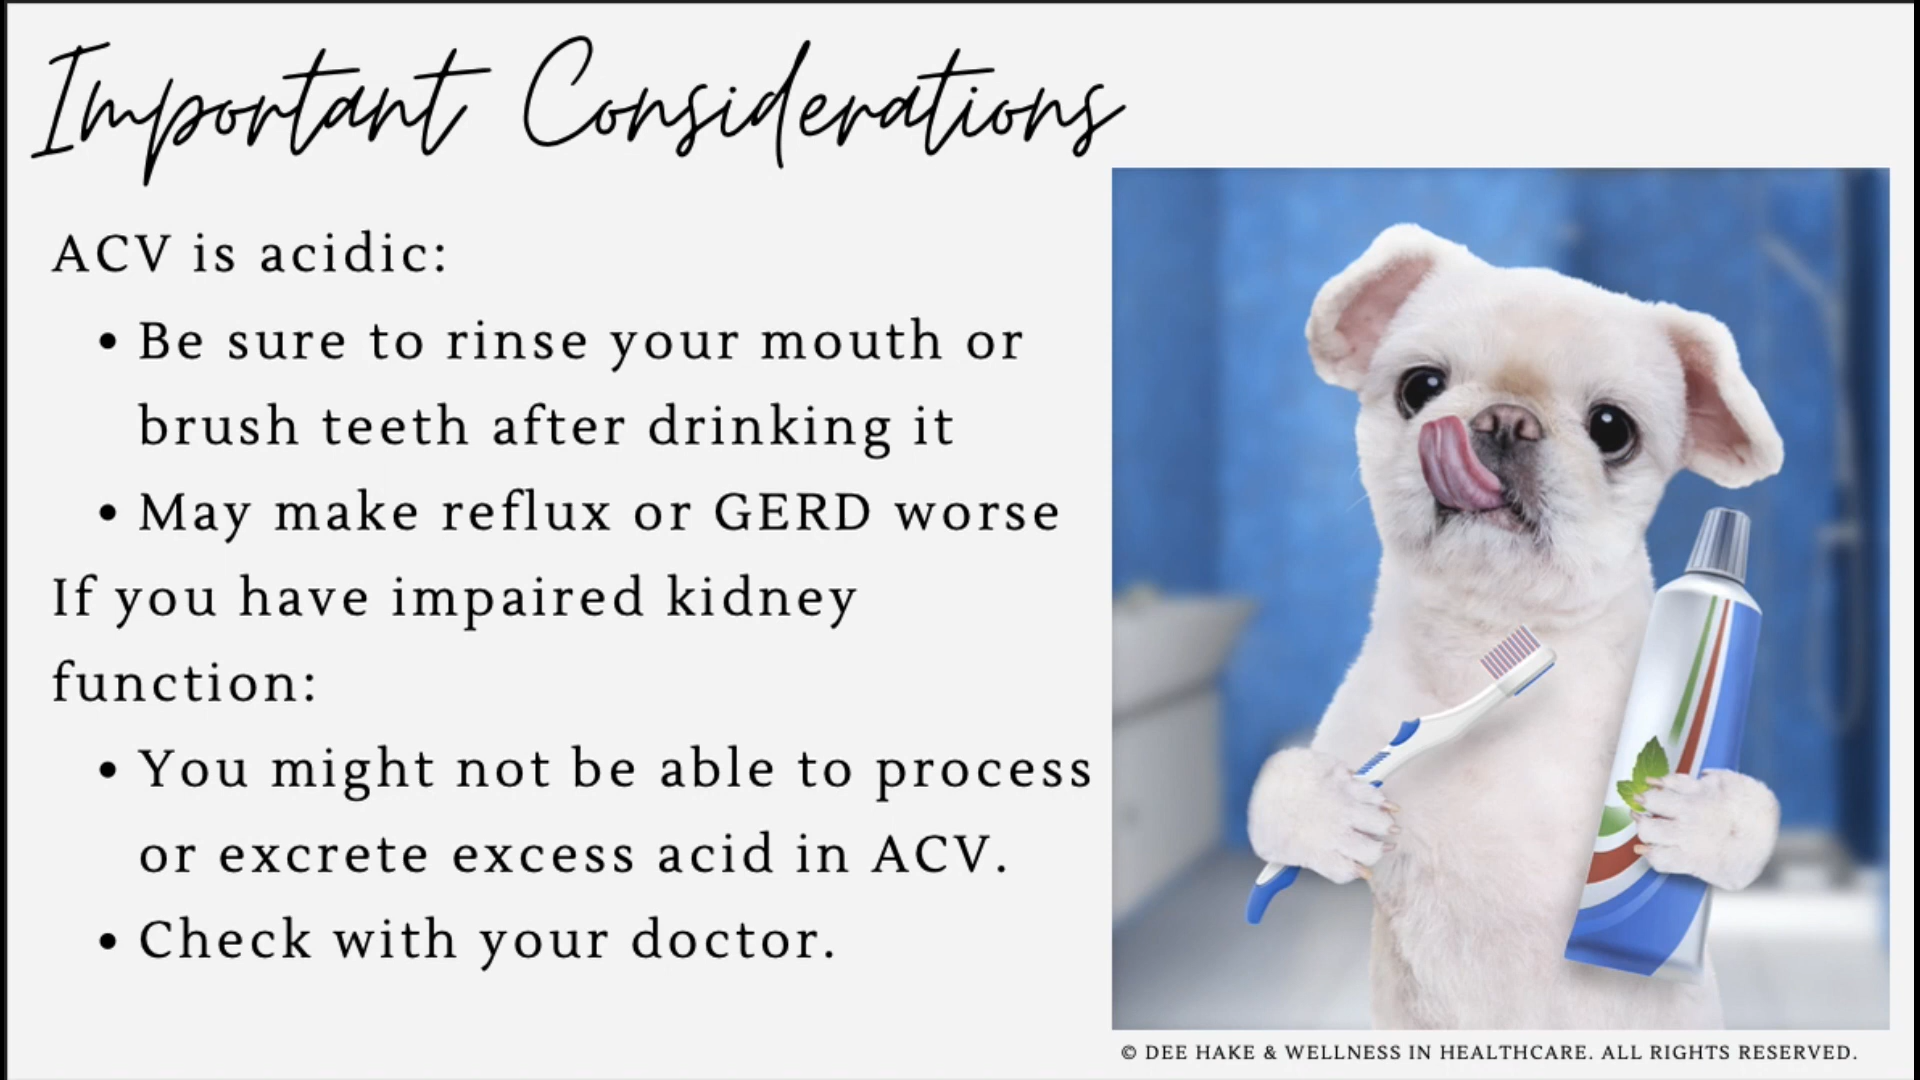 Important Considerations
ACV is acidic:
• Be sure to rinse your mouth or
brush teeth after drinking it
• May make reflux or GERD worse
If you have impaired kidney
function:
• You might not be able to process
or excrete excess acid in ACV.
• Check with your doctor.
© DEE HAKE & WELLNESS IN HEALTHCARE. ALL RIGHTS RESERVED.